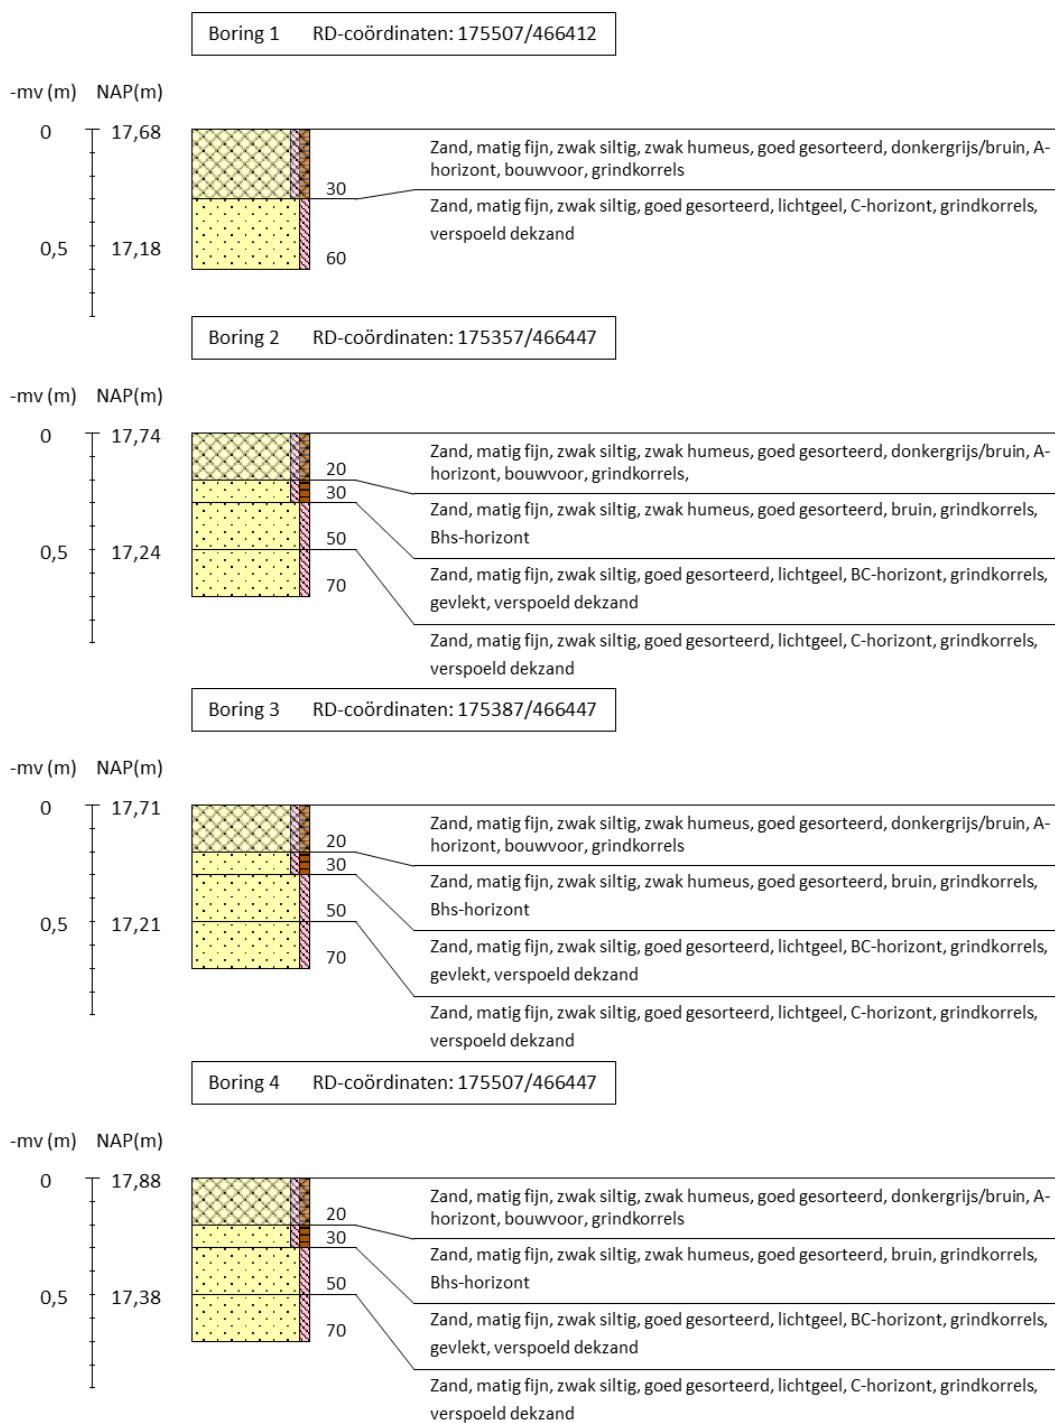 Boring 1 RD-coördinaten: 175507/466412
-mv (m) NAP(m)
0 17,68
Zand, matig fijn, zwak siltig, zwak humeus, goed gesorteerd, donkergrijs/bruin, A-
horizont, bouwvoor, grindkorrels
30
Zand, matig fijn, zwak siltig, goed gesorteerd, lichtgeel, C-horizont, grindkorrels,
verspoeld dekzand
0,5 17,18
60
Boring 2 RD-coördinaten: 175357/466447
-mv (m) NAP(m)
0 17,74
Zand, matig fijn, zwak siltig, zwak humeus, goed gesorteerd, donkergrijs/bruin, A-
horizont, bouwvoor, grindkorrels,
20
30
Zand, matig fijn, zwak siltig, zwak humeus, goed gesorteerd, bruin, grindkorrels,
Bhs-horizont
50
0,5 17,24
Zand, matig fijn, zwak siltig, goed gesorteerd, lichtgeel, BC-horizont, grindkorrels,
gevlekt, verspoeld dekzand
70
Zand, matig fijn, zwak siltig, goed gesorteerd, lichtgeel, C-horizont, grindkorrels,
verspoeld dekzand
Boring 3 RD-coördinaten: 175387/466447
-mv (m) NAP(m)
0 17,71
Zand, matig fijn, zwak siltig, zwak humeus, goed gesorteerd, donkergrijs/bruin, A-
horizont, bouwvoor, grindkorrels
20
30
Zand, matig fijn, zwak siltig, zwak humeus, goed gesorteerd, bruin, grindkorrels,
Bhs-horizont
50
0,5 17,21
Zand, matig fijn, zwak siltig, goed gesorteerd, lichtgeel, BC-horizont, grindkorrels,
gevlekt, verspoeld dekzand
70
Zand, matig fijn, zwak siltig, goed gesorteerd, lichtgeel, C-horizont, grindkorrels,
verspoeld dekzand
Boring 4 RD-coördinaten: 175507/466447
-mv (m) NAP(m)
0 17,88
Zand, matig fijn, zwak siltig, zwak humeus, goed gesorteerd, donkergrijs/bruin, A-
horizont, bouwvoor, grindkorrels
20
30
Zand, matig fijn, zwak siltig, zwak humeus, goed gesorteerd, bruin, grindkorrels,
Bhs-horizont
50
0,5 17,38
Zand, matig fijn, zwak siltig, goed gesorteerd, lichtgeel, BC-horizont, grindkorrels,
gevlekt, verspoeld dekzand
70
Zand, matig fijn, zwak siltig, goed gesorteerd, lichtgeel, C-horizont, grindkorrels,
verspoeld dekzand